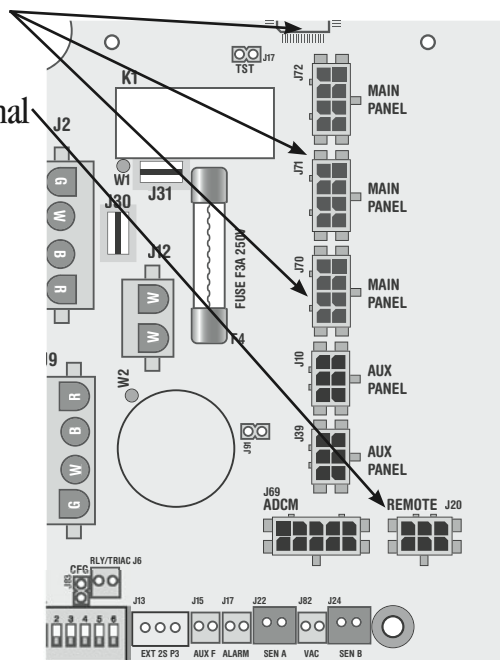 J17
TST
J72
MAIN
PANEL
K1
nal
J2
G
W
B
R
W1
J31
J30
J71
MAIN
PANEL
J12
W
W
FUSE F3A 250V
F4
J70
MAIN
PANEL
J10
AUX
PANEL
J9
R
B
W
G
W2
J91
J39
AUX
PANEL
J69
ADCM
REMOTE J20
RLY/TRIAC J6
CFG
J83
2 3 4 5 6
J13
J15
J17
J22
J82
J24
EXT 2S P3
AUX F
ALARM
SEN A
VAC
SEN B